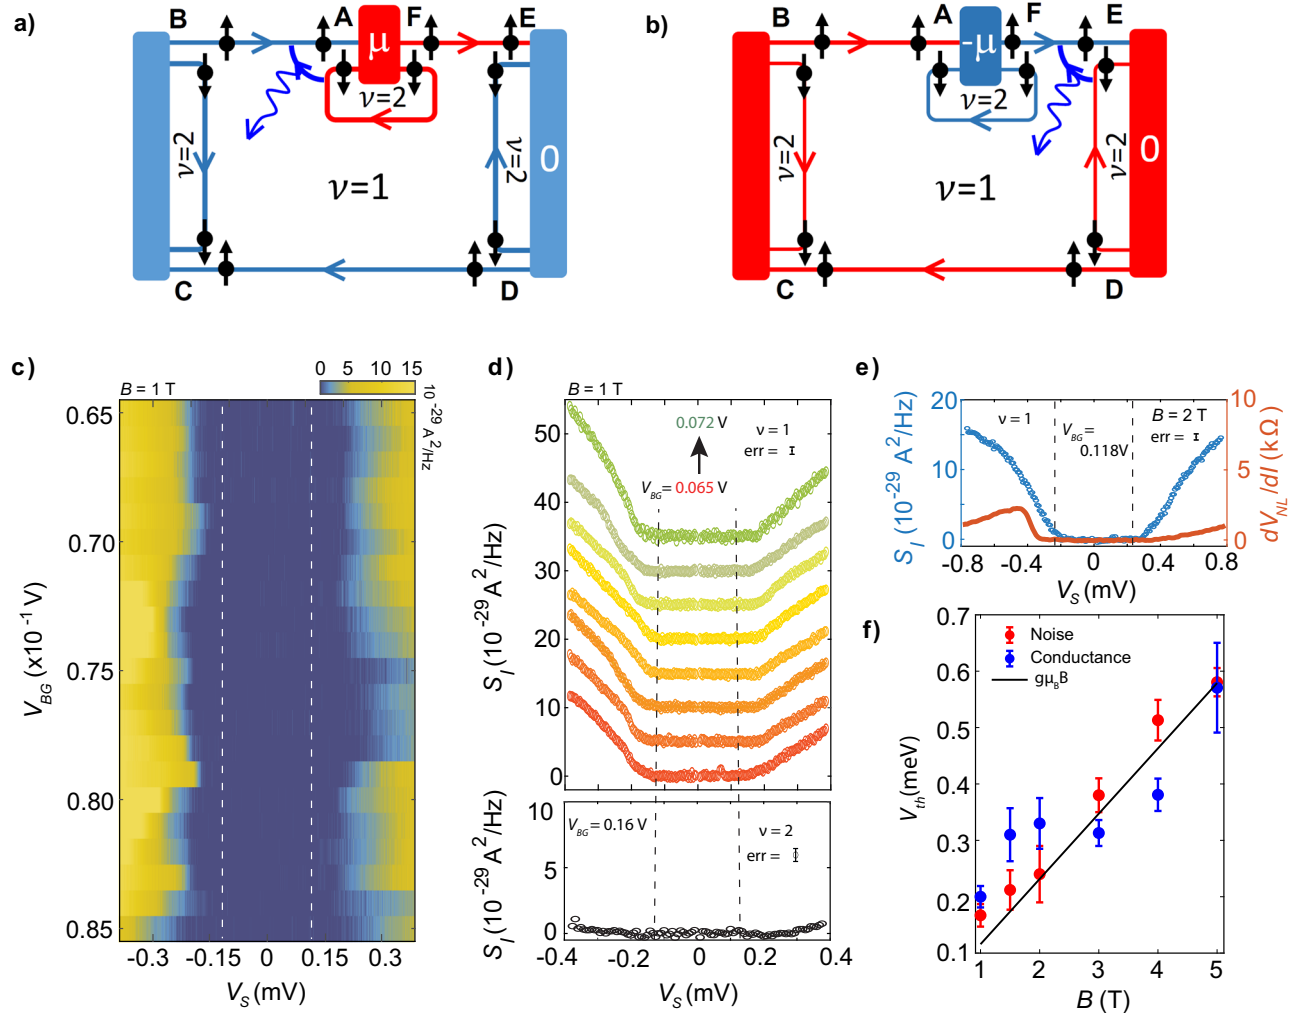 a)
B A F E
μ
ν=2
ν=2
ν=2
ν=1
0
C D
b)
B A F E
-μ
ν=2
ν=2
ν=2
ν=1
0
C D
c)
B = 1 T
0 5 10 15
10⁻²⁹ A²/Hz
0.65
0.70
0.75
0.80
0.85
V_BG (x10⁻¹ V)
-0.3 -0.15 0 0.15 0.3
V_S (mV)
d)
B = 1 T
50
40
30
20
10
0
S_I (10⁻²⁹ A²/Hz)
0.072 V
V_BG = 0.065 V
ν = 1
err =
10
5
0
S_I (10⁻²⁹ A²/Hz)
V_BG = 0.16 V
ν = 2
err =
-0.4 -0.2 0 0.2 0.4
V_S (mV)
e)
20
10
0
S_I (10⁻²⁹ A²/Hz)
ν = 1
V_BG =
0.118V
B = 2 T
err =
10
5
0
dV_NL/dI (kΩ)
-0.8 -0.4 0 0.4 0.8
V_S (mV)
f)
0.7
0.6
0.5
0.4
0.3
0.2
0.1
V_th (meV)
Noise
Conductance
gμ_BB
1 2 3 4 5
B (T)